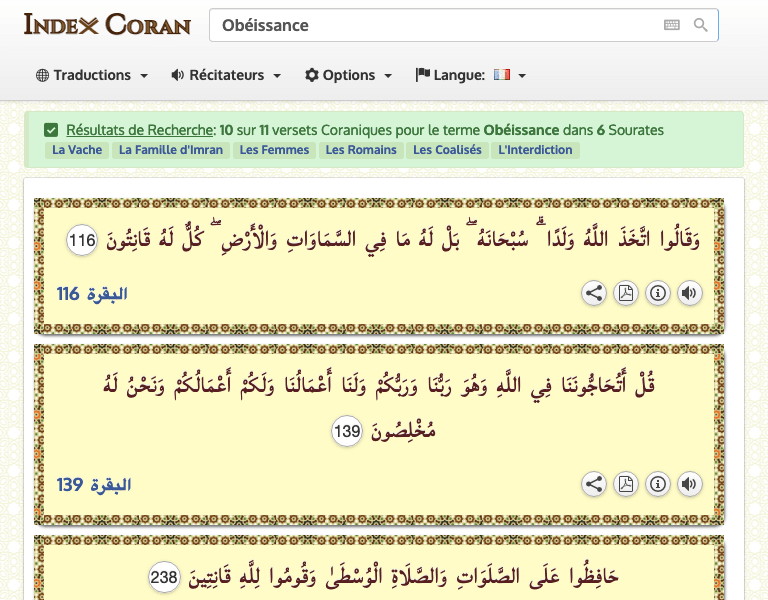 Index Coran
Obéissance
Traductions Récitateurs Options Langue:
Résultats de Recherche: 10 sur 11 versets Coraniques pour le terme Obéissance dans 6 Sourates
La Vache La Famille d'Imran Les Femmes Les Romains Les Coalisés L'Interdiction
وَقَالُوا اتَّخَذَ اللَّهُ وَلَدًا ۗ سُبْحَانَهُ ۖ بَلْ لَهُ مَا فِي السَّمَاوَاتِ وَالْأَرْضِ ۖ كُلٌّ لَهُ قَانِتُونَ 116
البقرة 116
قُلْ أَتُحَاجُّونَنَا فِي اللَّهِ وَهُوَ رَبُّنَا وَرَبُّكُمْ وَلَنَا أَعْمَالُنَا وَلَكُمْ أَعْمَالُكُمْ وَنَحْنُ لَهُ
مُخْلِصُونَ 139
البقرة 139
حَافِظُوا عَلَى الصَّلَوَاتِ وَالصَّلَاةِ الْوُسْطَىٰ وَقُومُوا لِلَّهِ قَانِتِينَ 238